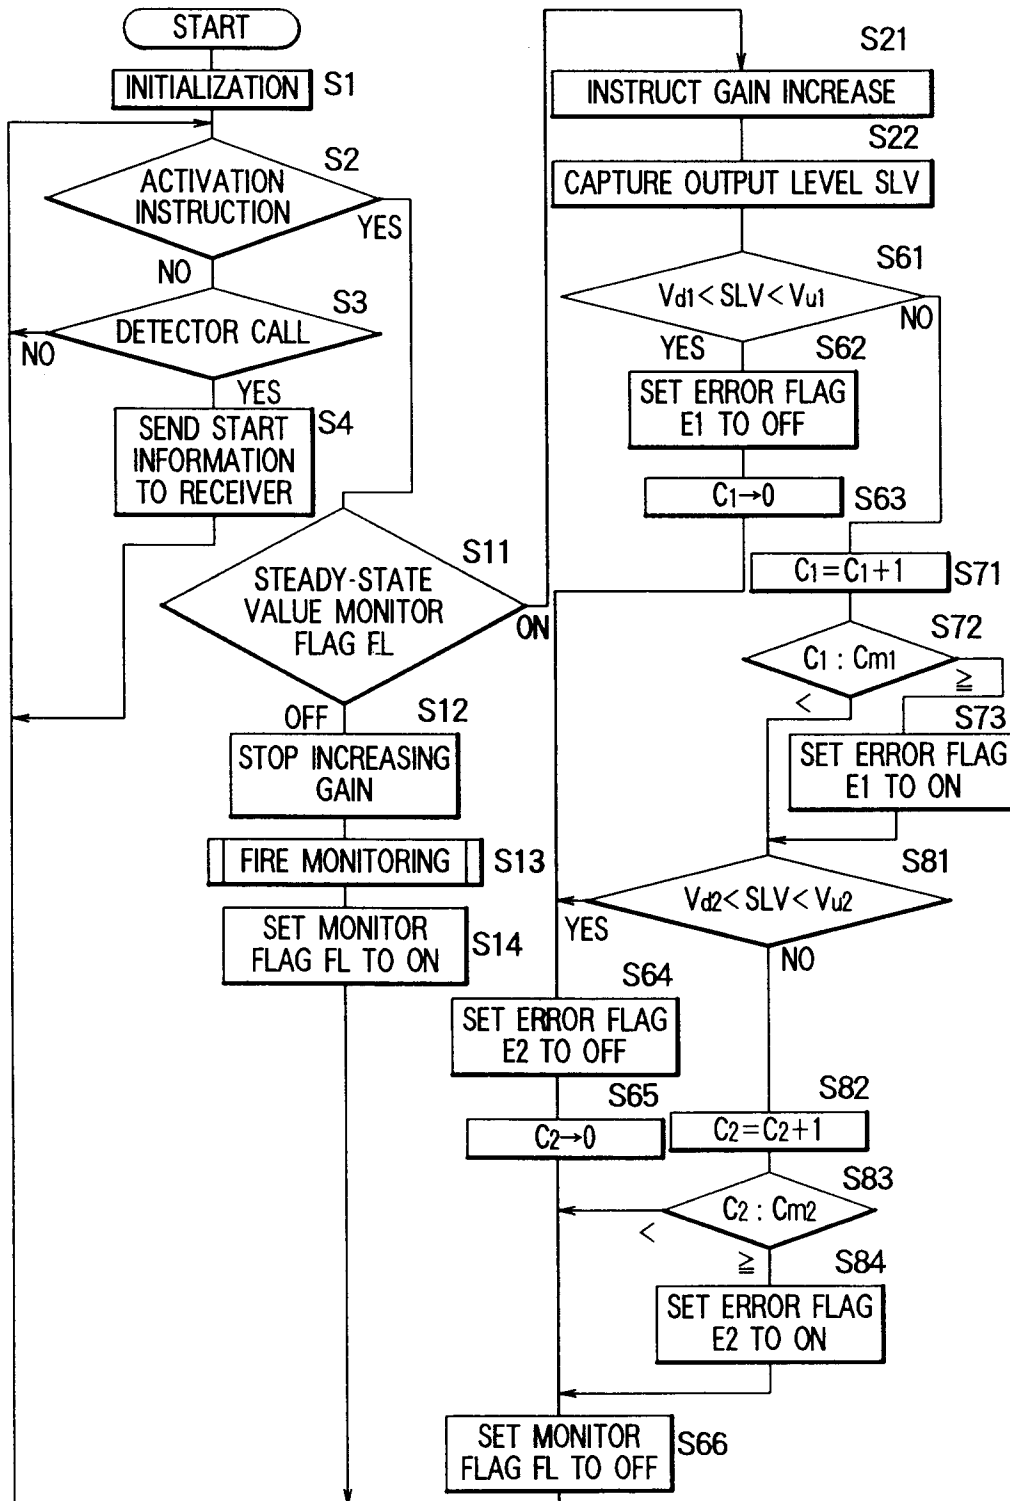 START
INITIALIZATION
S1
ACTIVATION
INSTRUCTION
S2
YES
NO
DETECTOR CALL
S3
NO
YES
SEND START
INFORMATION
TO RECEIVER
S4
STEADY-STATE
VALUE MONITOR
FLAG FL
S11
ON
OFF
S12
STOP INCREASING
GAIN
FIRE MONITORING
S13
SET MONITOR
FLAG FL TO ON
S14
S21
INSTRUCT GAIN INCREASE
S22
CAPTURE OUTPUT LEVEL SLV
S61
Vd1<SLV<Vu1
NO
YES
S62
SET ERROR FLAG
E1 TO OFF
C1→0
S63
C1=C1+1
S71
S72
C1 : Cm1
≧
<
S73
SET ERROR FLAG
E1 TO ON
S81
Vd2<SLV<Vu2
YES
NO
S64
SET ERROR FLAG
E2 TO OFF
S65
C2→0
S82
C2=C2+1
S83
C2 : Cm2
<
≧
S84
SET ERROR FLAG
E2 TO ON
SET MONITOR
FLAG FL TO OFF
S66